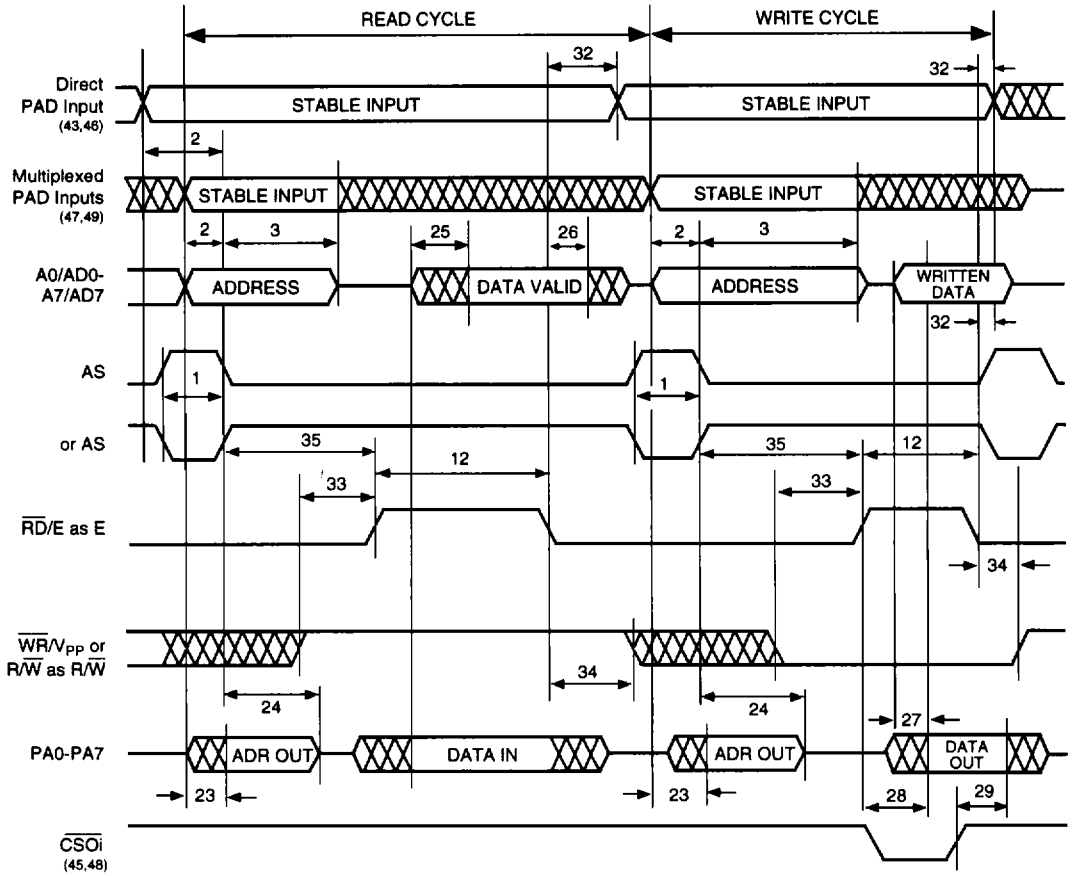 READ CYCLE WRITE CYCLE
32
32
Direct
PAD Input
(43,46)
STABLE INPUT STABLE INPUT
2
Multiplexed
PAD Inputs
(47,49)
STABLE INPUT STABLE INPUT
2 3 25 26 2 3
A0/AD0-
A7/AD7
ADDRESS DATA VALID ADDRESS WRITTEN
DATA
32
AS
1 1
or AS
35 12 35 12
33 33
R̅D̅/E as E
34
W̅R̅/VPP or
R/W̅ as R/W̅
34
24 24
27
PA0-PA7
ADR OUT DATA IN ADR OUT DATA
OUT
23 23 28 29
C̅S̅O̅i̅
(45,48)